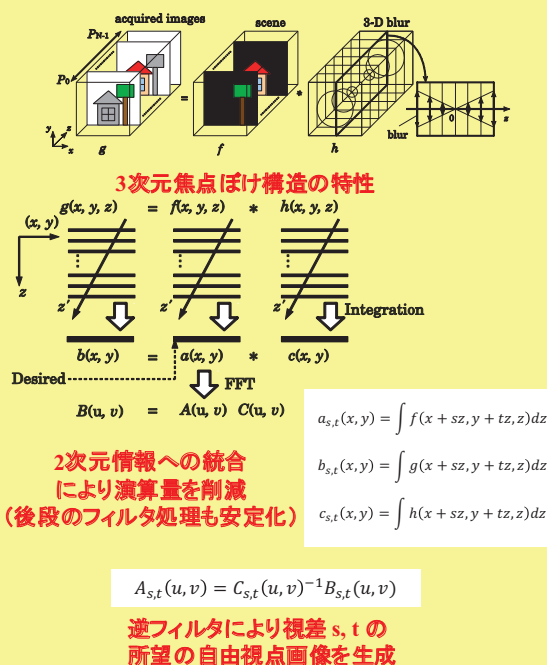 acquired images
scene
3-D blur
P_{N-1}
P_0
=
*
z
0
blur
y
z
x
g
f
h
3次元焦点ぼけ構造の特性
g(x, y, z) = f(x, y, z) * h(x, y, z)
(x, y)
z
z' z' z'
Integration
b(x, y) = a(x, y) * c(x, y)
Desired
FFT
B(u, v) = A(u, v) C(u, v)
a_{s,t}(x, y) = ∫ f(x + sz, y + tz, z)dz
b_{s,t}(x, y) = ∫ g(x + sz, y + tz, z)dz
c_{s,t}(x, y) = ∫ h(x + sz, y + tz, z)dz
2次元情報への統合
により演算量を削減
(後段のフィルタ処理も安定化)
A_{s,t}(u, v) = C_{s,t}(u, v)^{-1}B_{s,t}(u, v)
逆フィルタにより視差 s, t の
所望の自由視点画像を生成